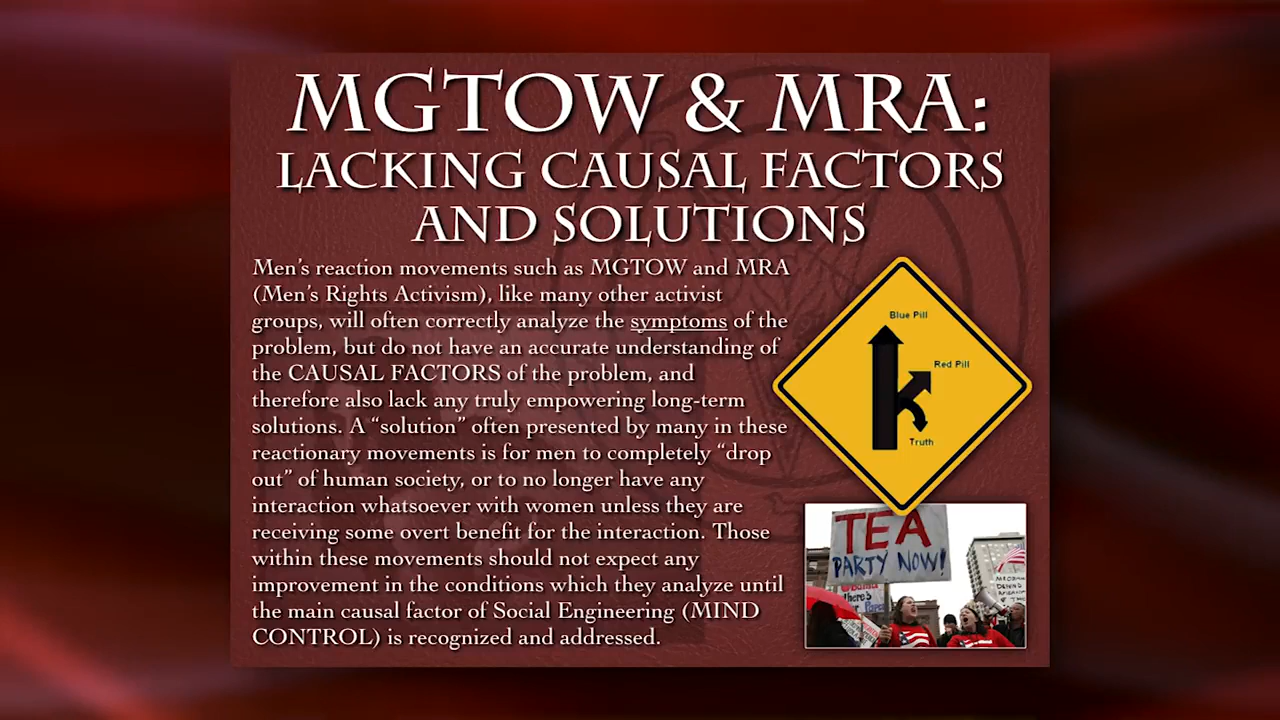 MGTOW & MRA:
LACKING CAUSAL FACTORS
AND SOLUTIONS
Men's reaction movements such as MGTOW and MRA
(Men's Rights Activism), like many other activist
groups, will often correctly analyze the symptoms of the
problem, but do not have an accurate understanding of
the CAUSAL FACTORS of the problem, and
therefore also lack any truly empowering long-term
solutions. A “solution” often presented by many in these
reactionary movements is for men to completely “drop
out” of human society, or to no longer have any
interaction whatsoever with women unless they are
receiving some overt benefit for the interaction. Those
within these movements should not expect any
improvement in the conditions which they analyze until
the main causal factor of Social Engineering (MIND
CONTROL) is recognized and addressed.
Blue Pill
Red Pill
Truth
TEA
PARTY NOW!